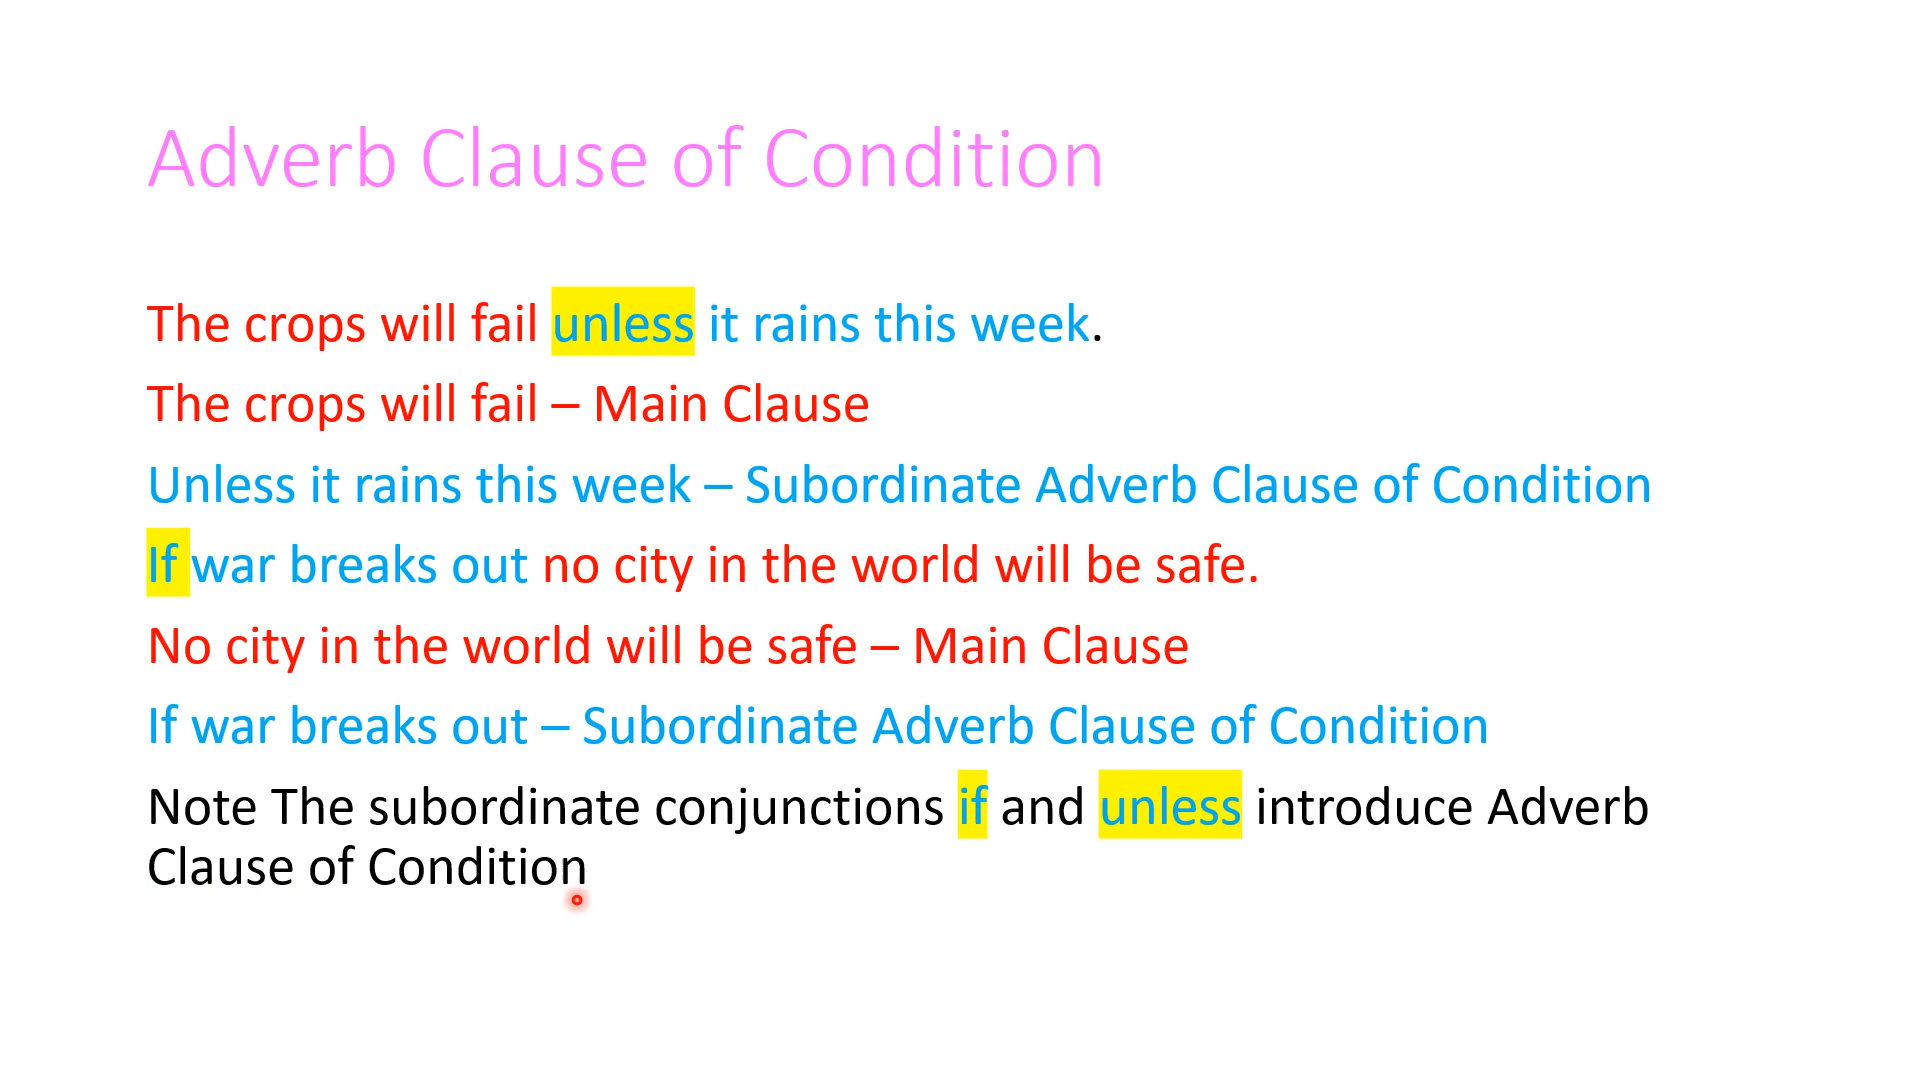 Adverb Clause of Condition
The crops will fail unless it rains this week.
The crops will fail – Main Clause
Unless it rains this week – Subordinate Adverb Clause of Condition
If war breaks out no city in the world will be safe.
No city in the world will be safe – Main Clause
If war breaks out – Subordinate Adverb Clause of Condition
Note The subordinate conjunctions if and unless introduce Adverb
Clause of Condition